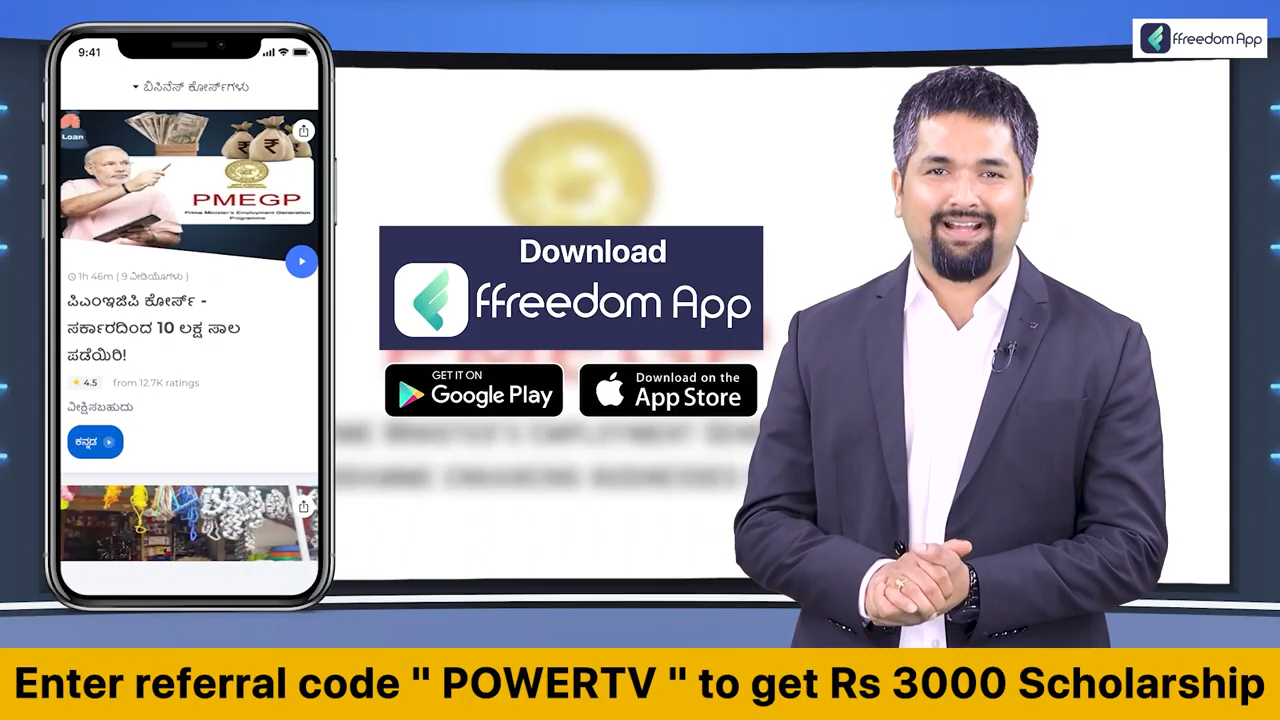 9:41
ಬಿಸಿನೆಸ್ ಕೋರ್ಸ್‌ಗಳು
Loan
PMEGP
Prime Minister's Employment Generation
Programme
1h 46m ( 9 ವೀಡಿಯೊಗಳು )
ಪಿಎಂಇಜಿಪಿ ಕೋರ್ಸ್ -
ಸರ್ಕಾರದಿಂದ 10 ಲಕ್ಷ ಸಾಲ
ಪಡೆಯಿರಿ!
4.5 from 12.7K ratings
ವೀಕ್ಷಿಸಬಹುದು
ಕನ್ನಡ
Download
ffreedom App
GET IT ON
Google Play
Download on the
App Store
ffreedom App
Enter referral code " POWERTV " to get Rs 3000 Scholarship